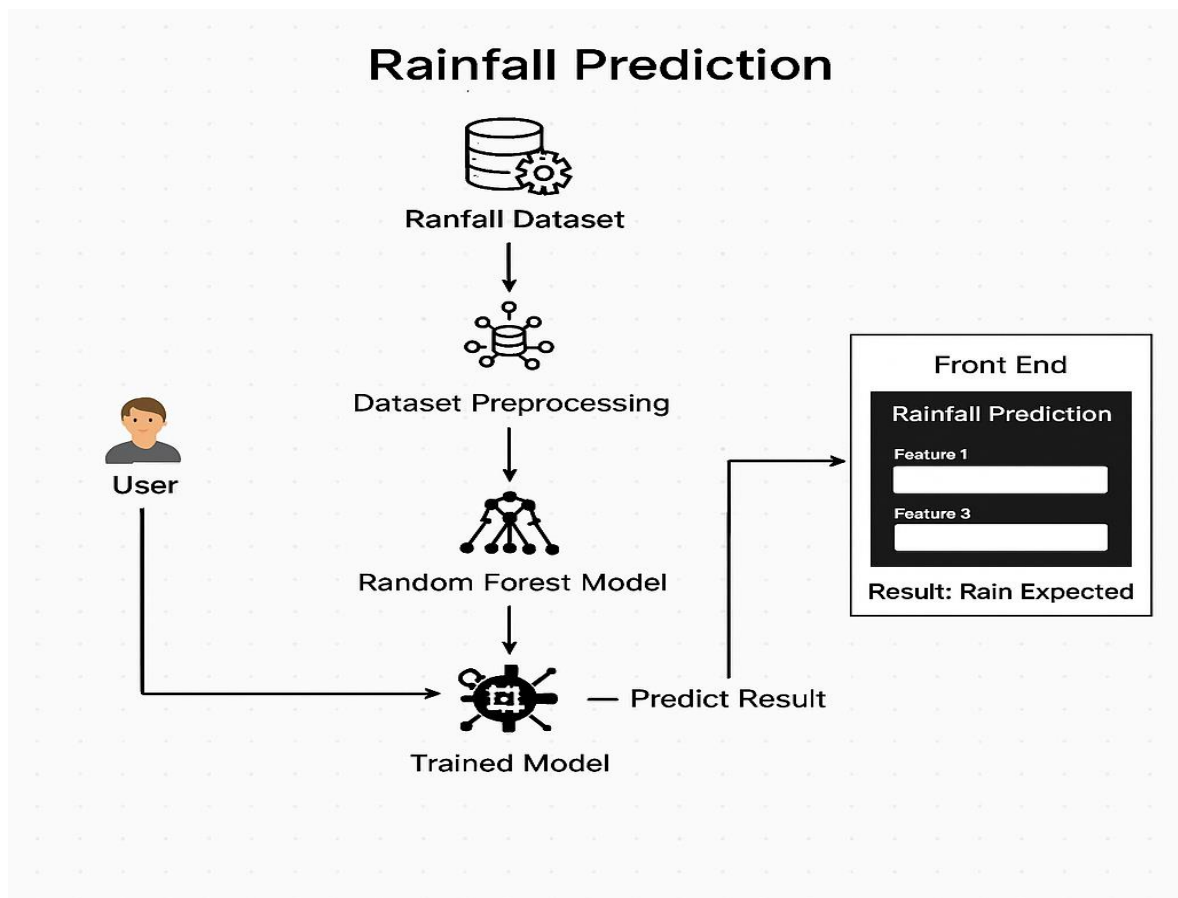 Rainfall Prediction
Ranfall Dataset
Dataset Preprocessing
User
Random Forest Model
Trained Model
Predict Result
Front End
Rainfall Prediction
Feature 1
Feature 3
Result: Rain Expected